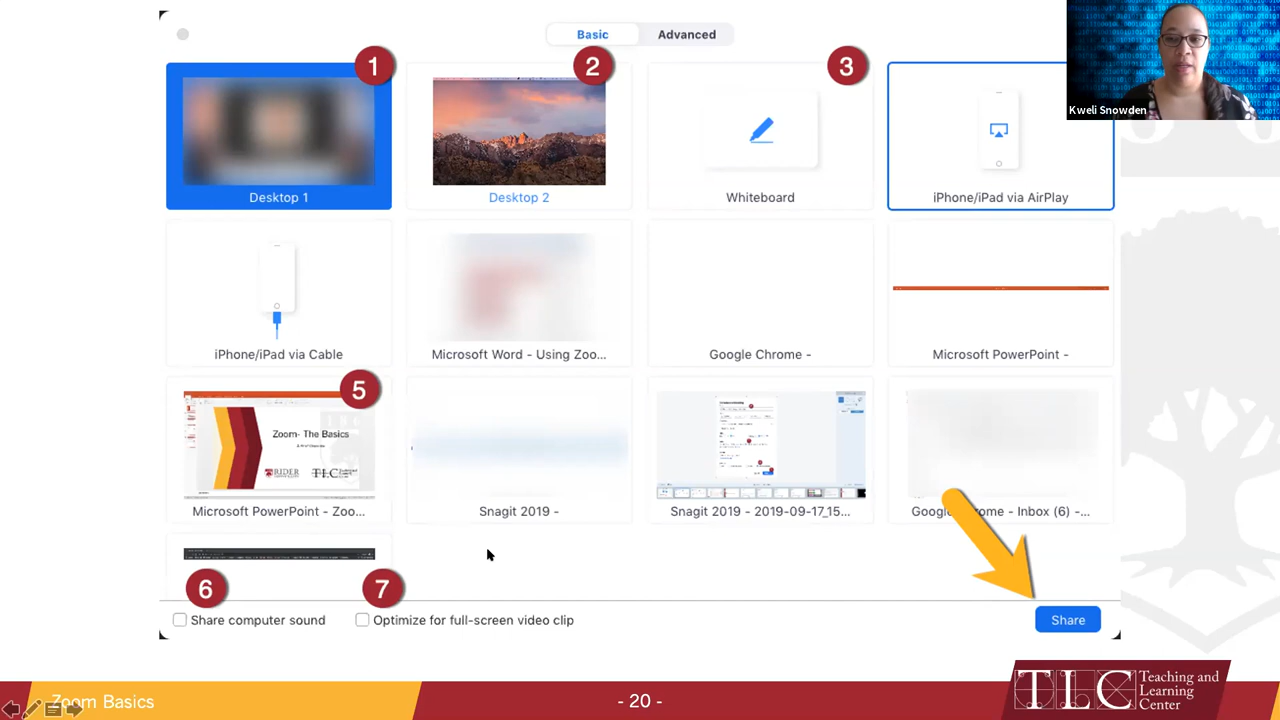 Basic Advanced
Kweli Snowden
1 2 3
Desktop 1 Desktop 2 Whiteboard iPhone/iPad via AirPlay
iPhone/iPad via Cable Microsoft Word - Using Zoo... Google Chrome - Microsoft PowerPoint -
5
Zoom- The Basics
RIDER TLC
Microsoft PowerPoint - Zoo... Snagit 2019 - Snagit 2019 - 2019-09-17_15... Google Chrome - Inbox (6) -...
6 7
Share computer sound Optimize for full-screen video clip Share
Zoom Basics - 20 - TLC Teaching and
Learning
Center